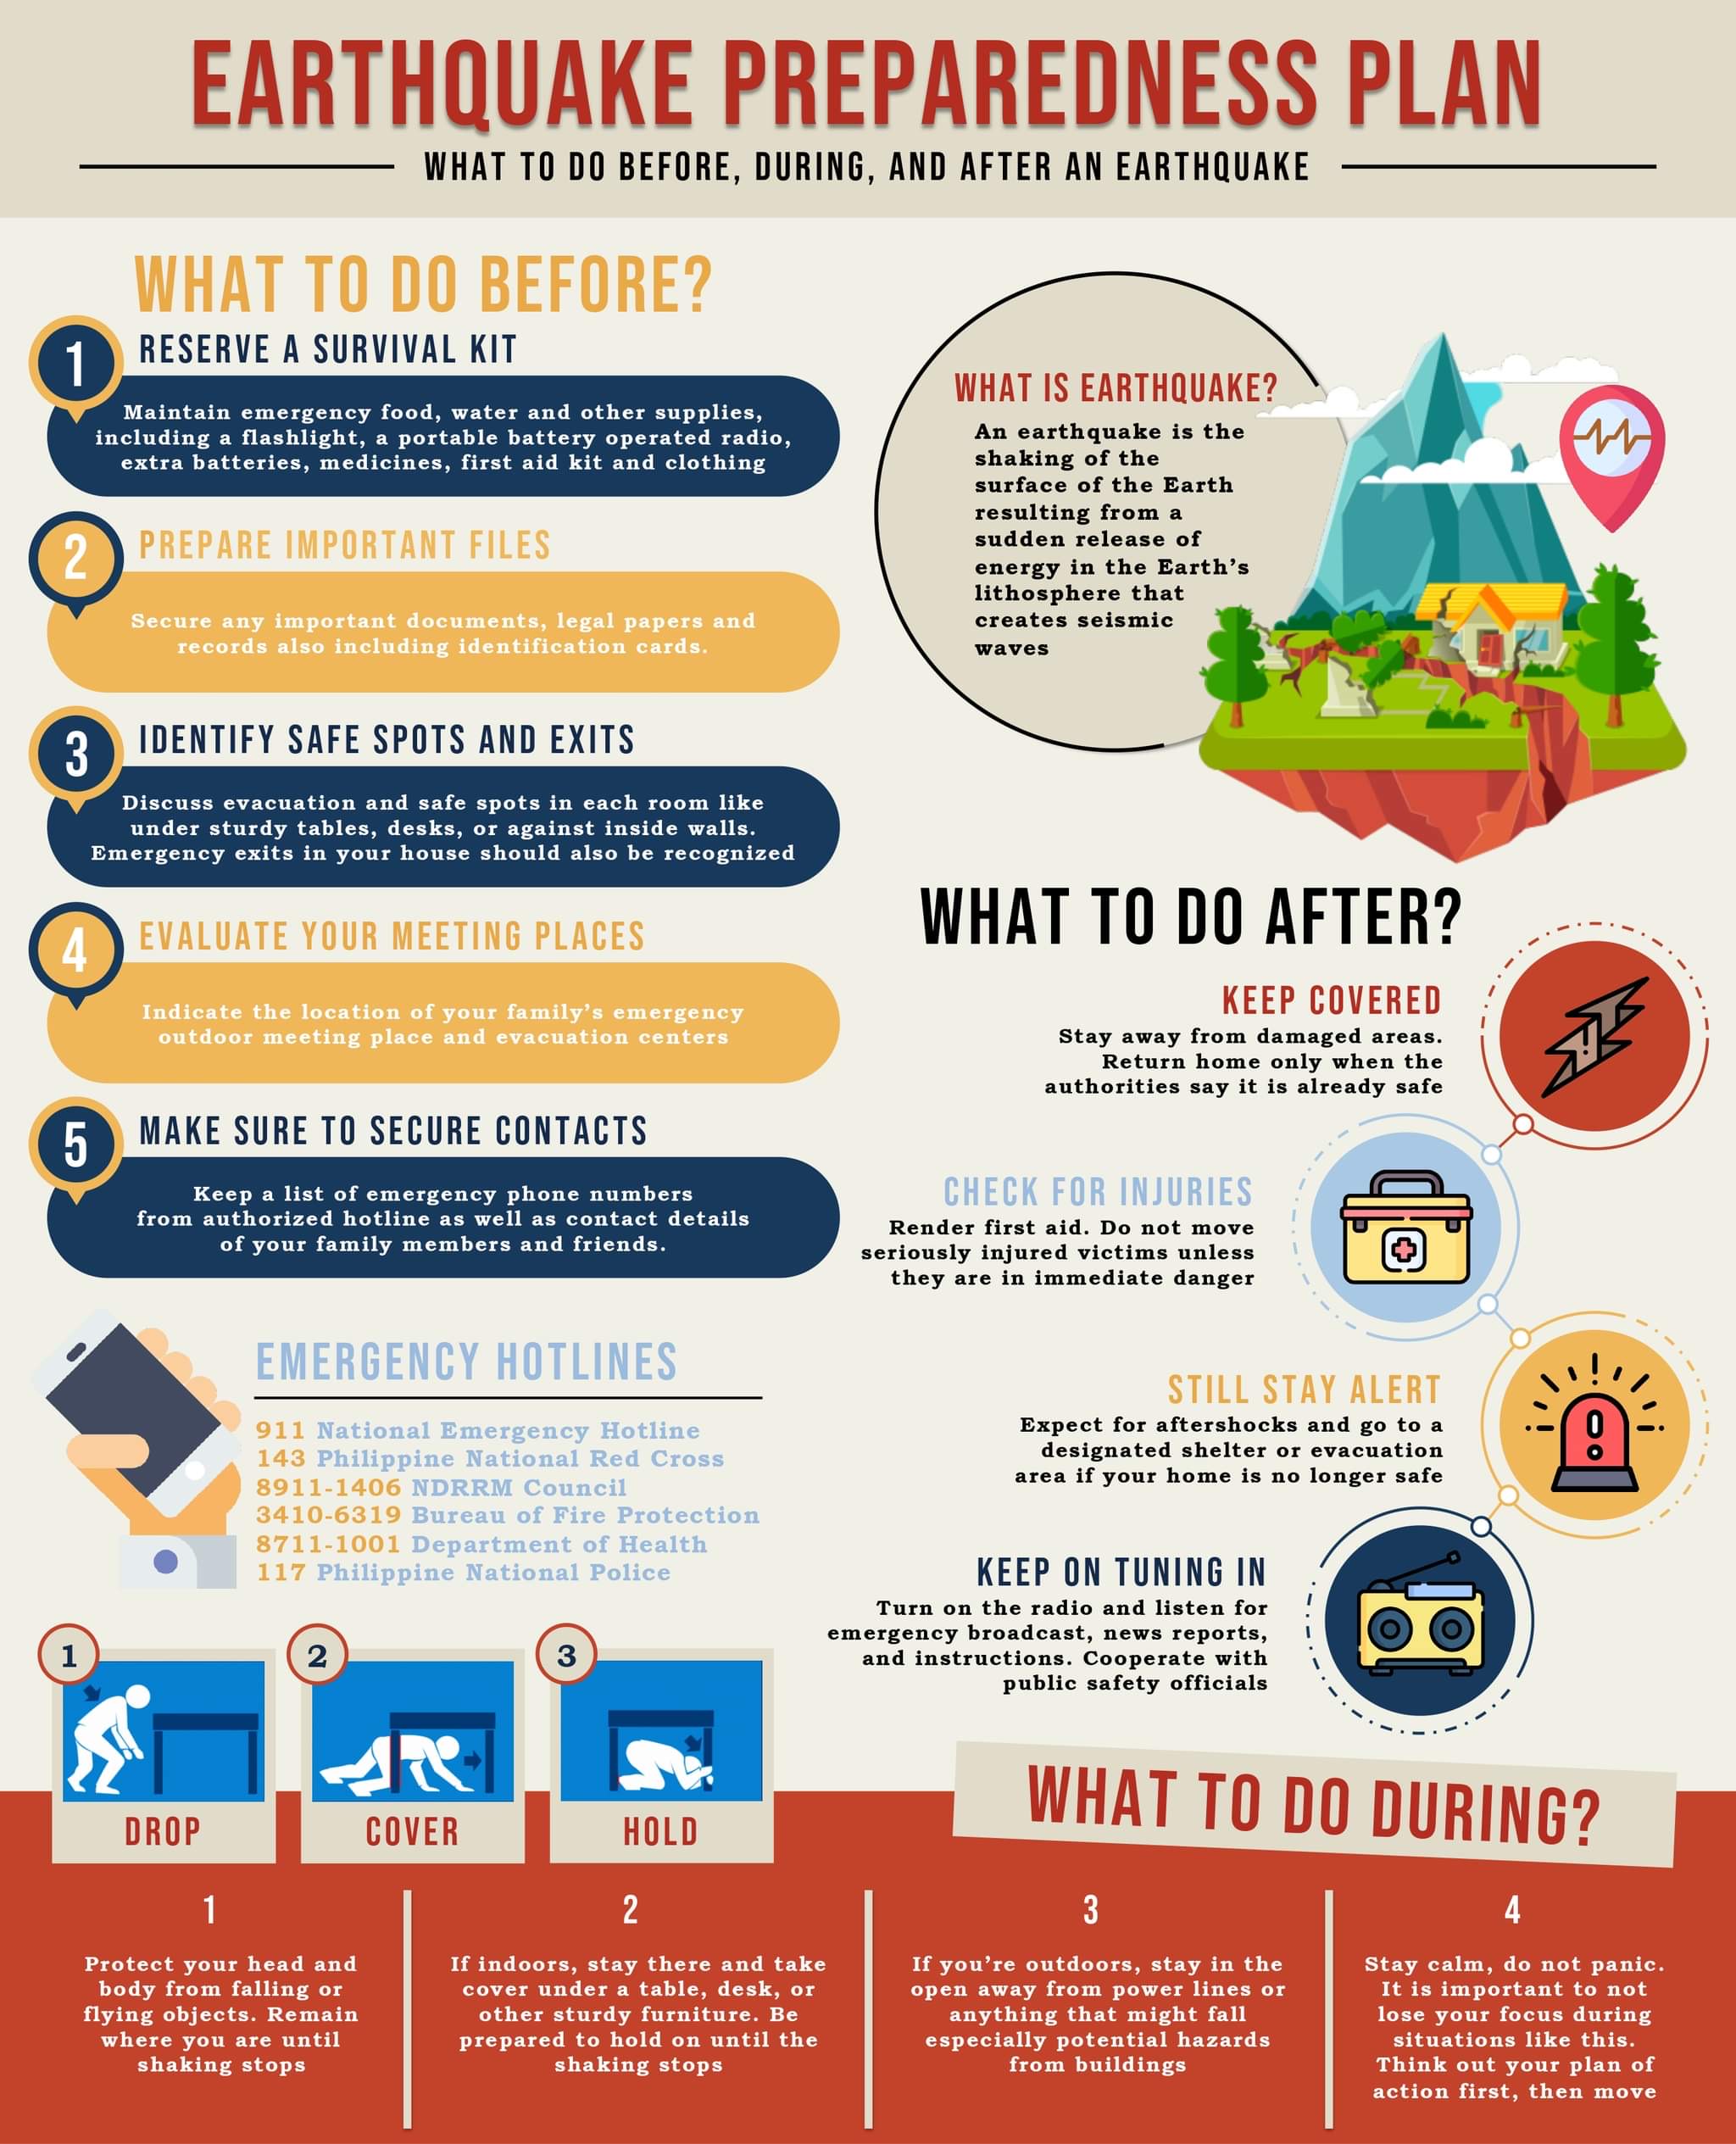 EARTHQUAKE PREPAREDNESS PLAN
WHAT TO DO BEFORE, DURING, AND AFTER AN EARTHQUAKE
WHAT TO DO BEFORE?
1
RESERVE A SURVIVAL KIT
Maintain emergency food, water and other supplies,
including a flashlight, a portable battery operated radio,
extra batteries, medicines, first aid kit and clothing
2
PREPARE IMPORTANT FILES
Secure any important documents, legal papers and
records also including identification cards.
3
IDENTIFY SAFE SPOTS AND EXITS
Discuss evacuation and safe spots in each room like
under sturdy tables, desks, or against inside walls.
Emergency exits in your house should also be recognized
4
EVALUATE YOUR MEETING PLACES
Indicate the location of your family's emergency
outdoor meeting place and evacuation centers
5
MAKE SURE TO SECURE CONTACTS
Keep a list of emergency phone numbers
from authorized hotline as well as contact details
of your family members and friends.
EMERGENCY HOTLINES
911 National Emergency Hotline
143 Philippine National Red Cross
8911-1406 NDRRM Council
3410-6319 Bureau of Fire Protection
8711-1001 Department of Health
117 Philippine National Police
WHAT IS EARTHQUAKE?
An earthquake is the
shaking of the
surface of the Earth
resulting from a
sudden release of
energy in the Earth's
lithosphere that
creates seismic
waves
WHAT TO DO AFTER?
KEEP COVERED
Stay away from damaged areas.
Return home only when the
authorities say it is already safe
CHECK FOR INJURIES
Render first aid. Do not move
seriously injured victims unless
they are in immediate danger
STILL STAY ALERT
Expect for aftershocks and go to a
designated shelter or evacuation
area if your home is no longer safe
KEEP ON TUNING IN
Turn on the radio and listen for
emergency broadcast, news reports,
and instructions. Cooperate with
public safety officials
1
DROP
2
COVER
3
HOLD
WHAT TO DO DURING?
1
Protect your head and
body from falling or
flying objects. Remain
where you are until
shaking stops
2
If indoors, stay there and take
cover under a table, desk, or
other sturdy furniture. Be
prepared to hold on until the
shaking stops
3
If you're outdoors, stay in the
open away from power lines or
anything that might fall
especially potential hazards
from buildings
4
Stay calm, do not panic.
It is important to not
lose your focus during
situations like this.
Think out your plan of
action first, then move